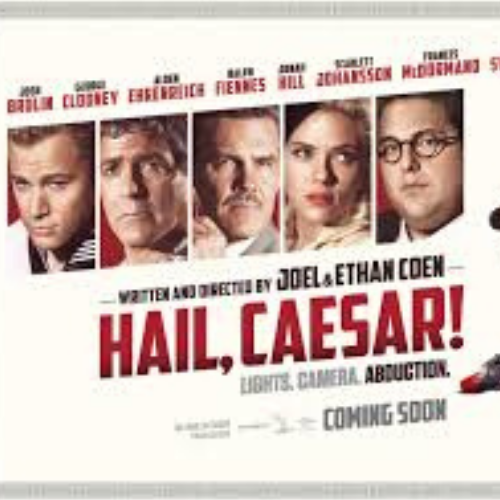 JOSH BROLIN GEORGE CLOONEY ALDEN EHRENREICH RALPH FIENNES JONAH HILL SCARLETT JOHANSSON FRANCES McDORMAND
WRITTEN AND DIRECTED BY JOEL & ETHAN COEN
HAIL, CAESAR!
LIGHTS. CAMERA. ABDUCTION.
COMING SOON